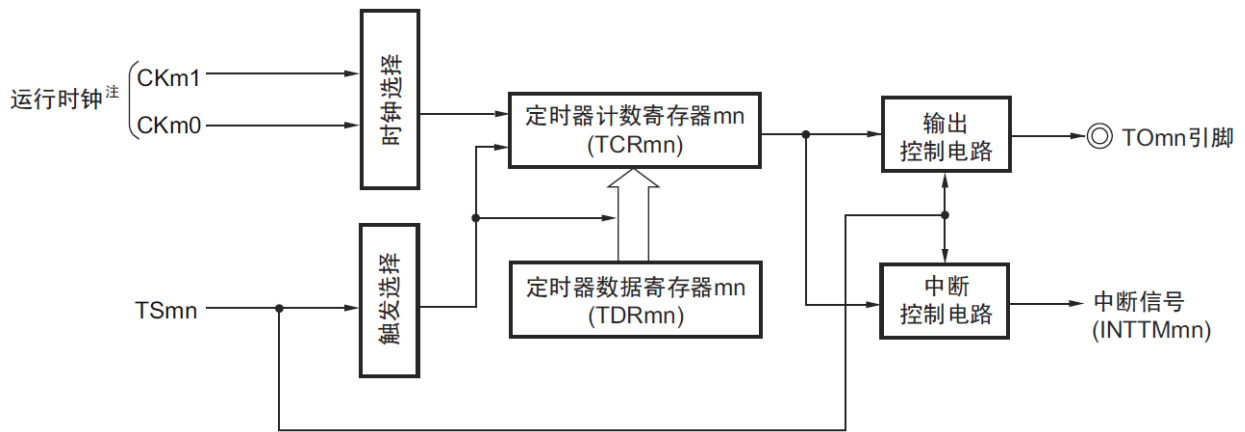 运行时钟注
CKm1
CKm0
时钟选择
定时器计数寄存器mn
(TCRmn)
输出
控制电路
TOmn引脚
TSmn
触发选择
定时器数据寄存器mn
(TDRmn)
中断
控制电路
中断信号
(INTTMmn)